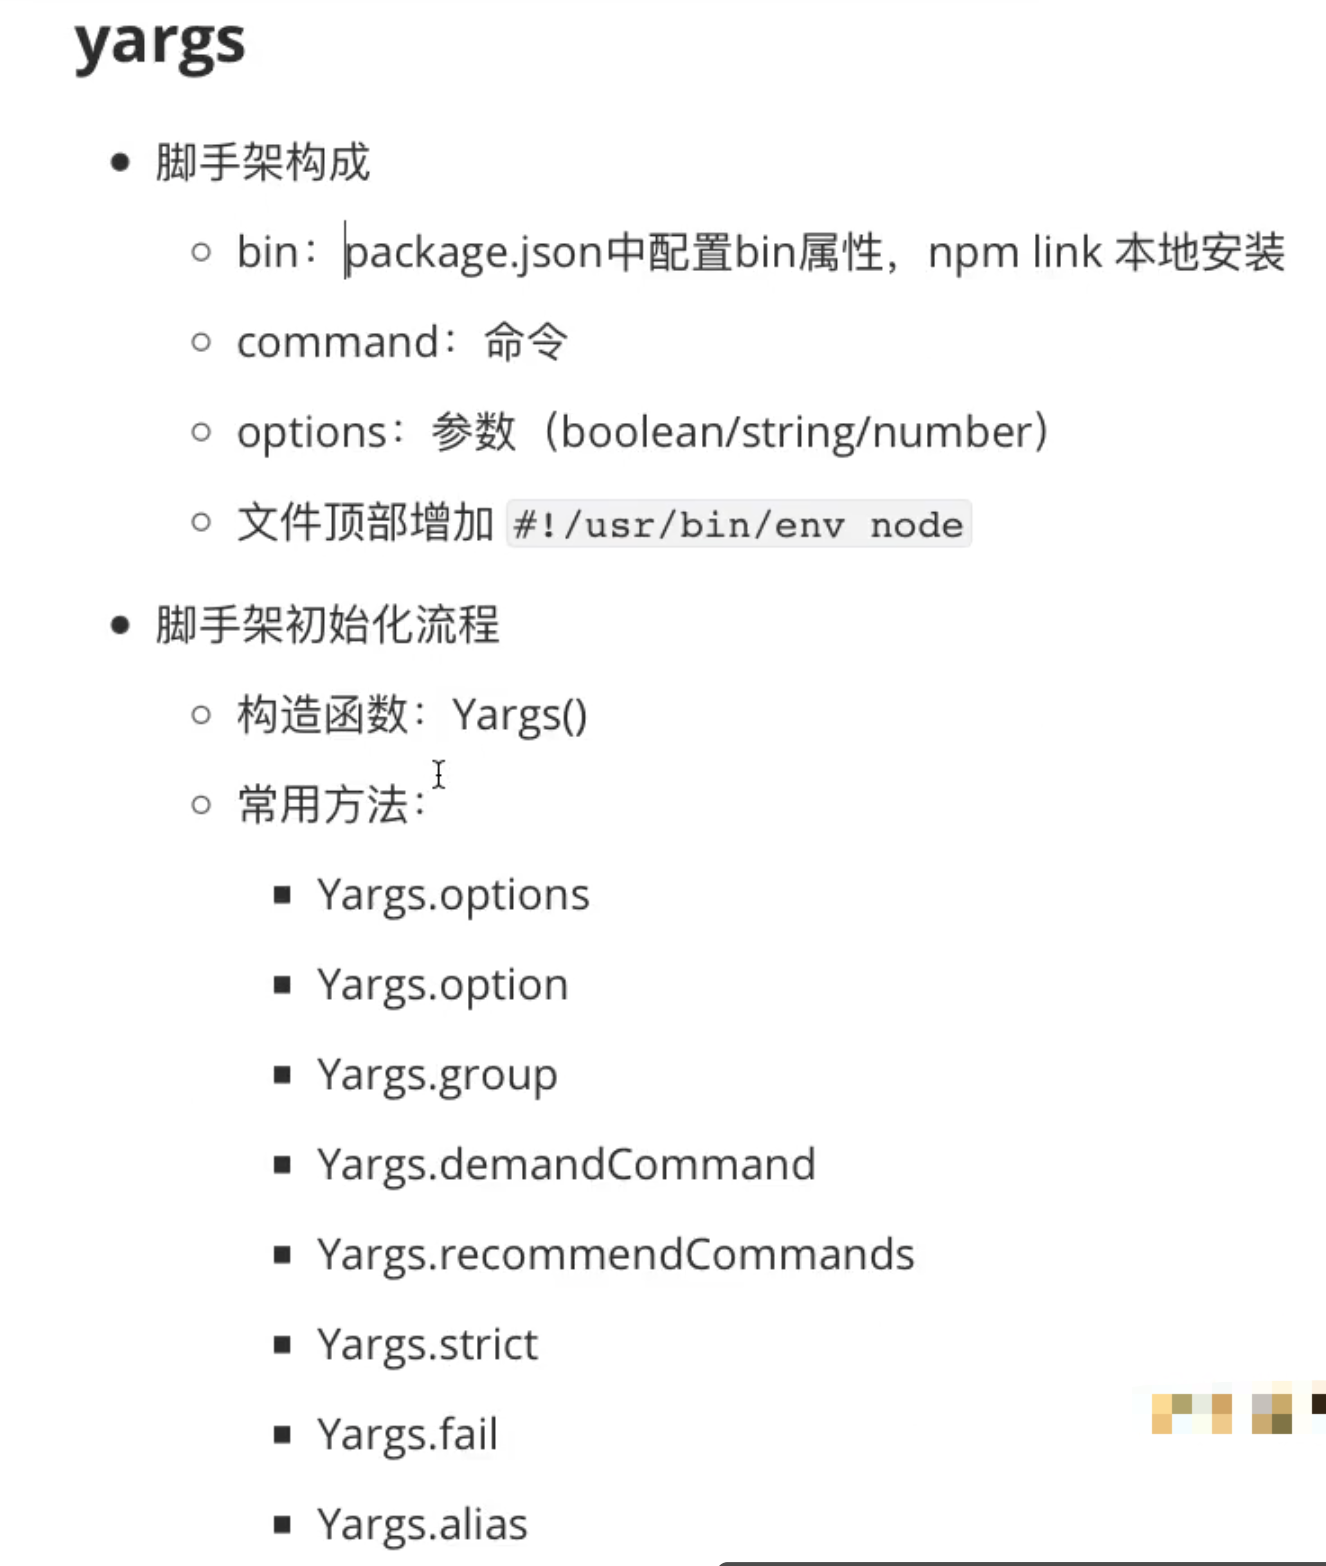 yargs
脚手架构成
bin：package.json中配置bin属性，npm link 本地安装
command：命令
options：参数（boolean/string/number）
文件顶部增加 #!/usr/bin/env node
脚手架初始化流程
构造函数：Yargs()
常用方法：
Yargs.options
Yargs.option
Yargs.group
Yargs.demandCommand
Yargs.recommendCommands
Yargs.strict
Yargs.fail
Yargs.alias